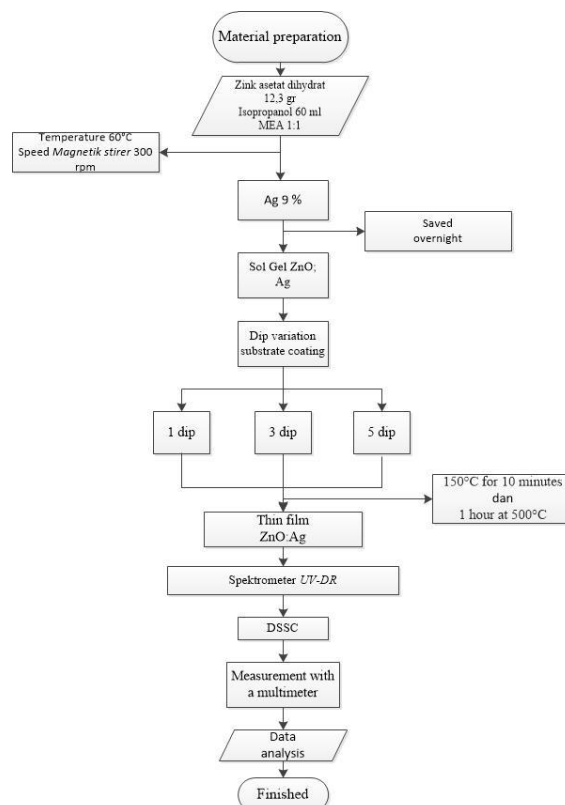 Material preparation
Zink asetat dihydrat
12,3 gr
Isopropanol 60 ml
MEA 1:1
Temperature 60°C
Speed Magnetik stirer 300
rpm
Ag 9 %
Saved
overnight
Sol Gel ZnO;
Ag
Dip variation
substrate coating
1 dip
3 dip
5 dip
150°C for 10 minutes
dan
1 hour at 500°C
Thin film
ZnO:Ag
Spektrometer UV-DR
DSSC
Measurement with
a multimeter
Data
analysis
Finished